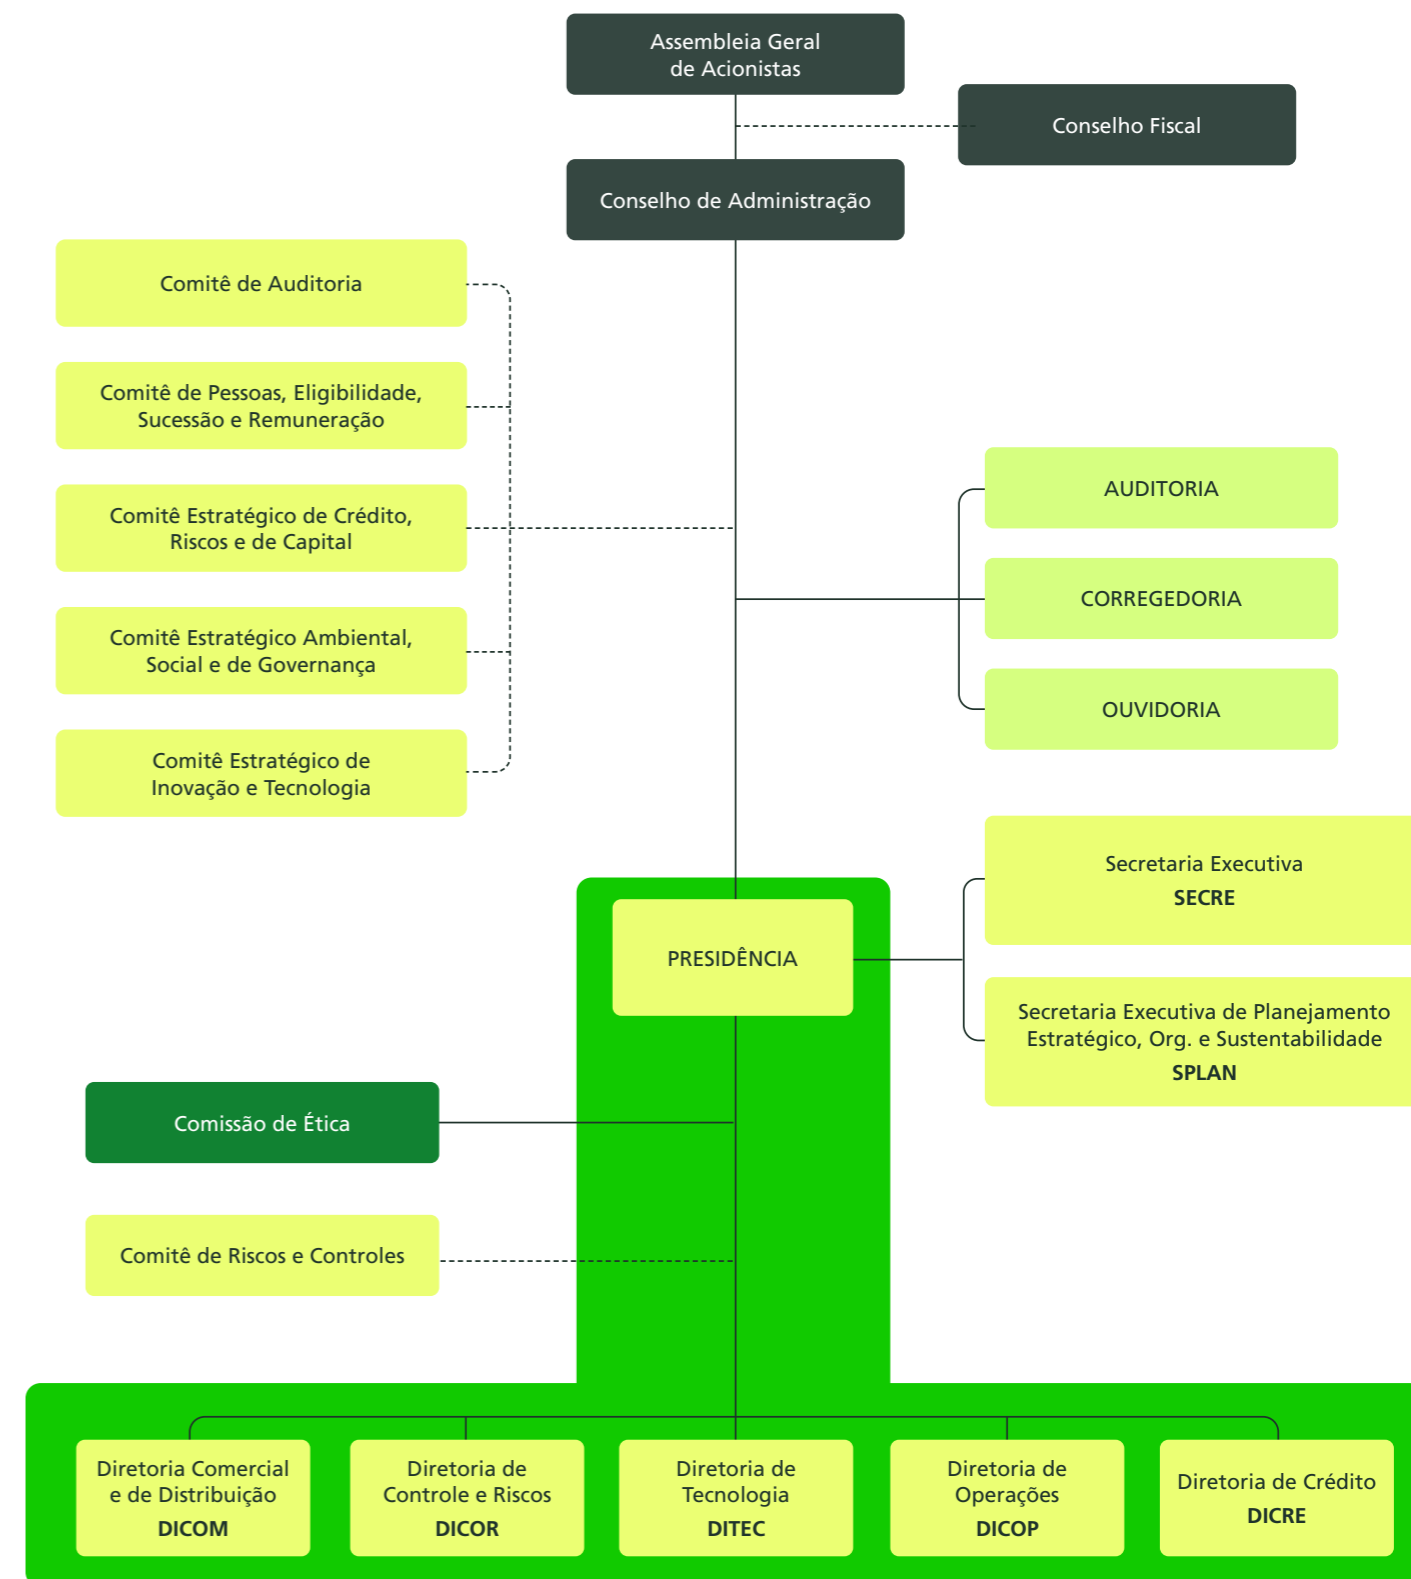 Assembleia Geral
de Acionistas
Conselho Fiscal
Conselho de Administração
Comitê de Auditoria
Comitê de Pessoas, Eligibilidade,
Sucessão e Remuneração
Comitê Estratégico de Crédito,
Riscos e de Capital
Comitê Estratégico Ambiental,
Social e de Governança
Comitê Estratégico de
Inovação e Tecnologia
AUDITORIA
CORREGEDORIA
OUVIDORIA
Secretaria Executiva
SECRE
PRESIDÊNCIA
Secretaria Executiva de Planejamento
Estratégico, Org. e Sustentabilidade
SPLAN
Comissão de Ética
Comitê de Riscos e Controles
Diretoria Comercial
e de Distribuição
DICOM
Diretoria de
Controle e Riscos
DICOR
Diretoria de
Tecnologia
DITEC
Diretoria de
Operações
DICOP
Diretoria de Crédito
DICRE